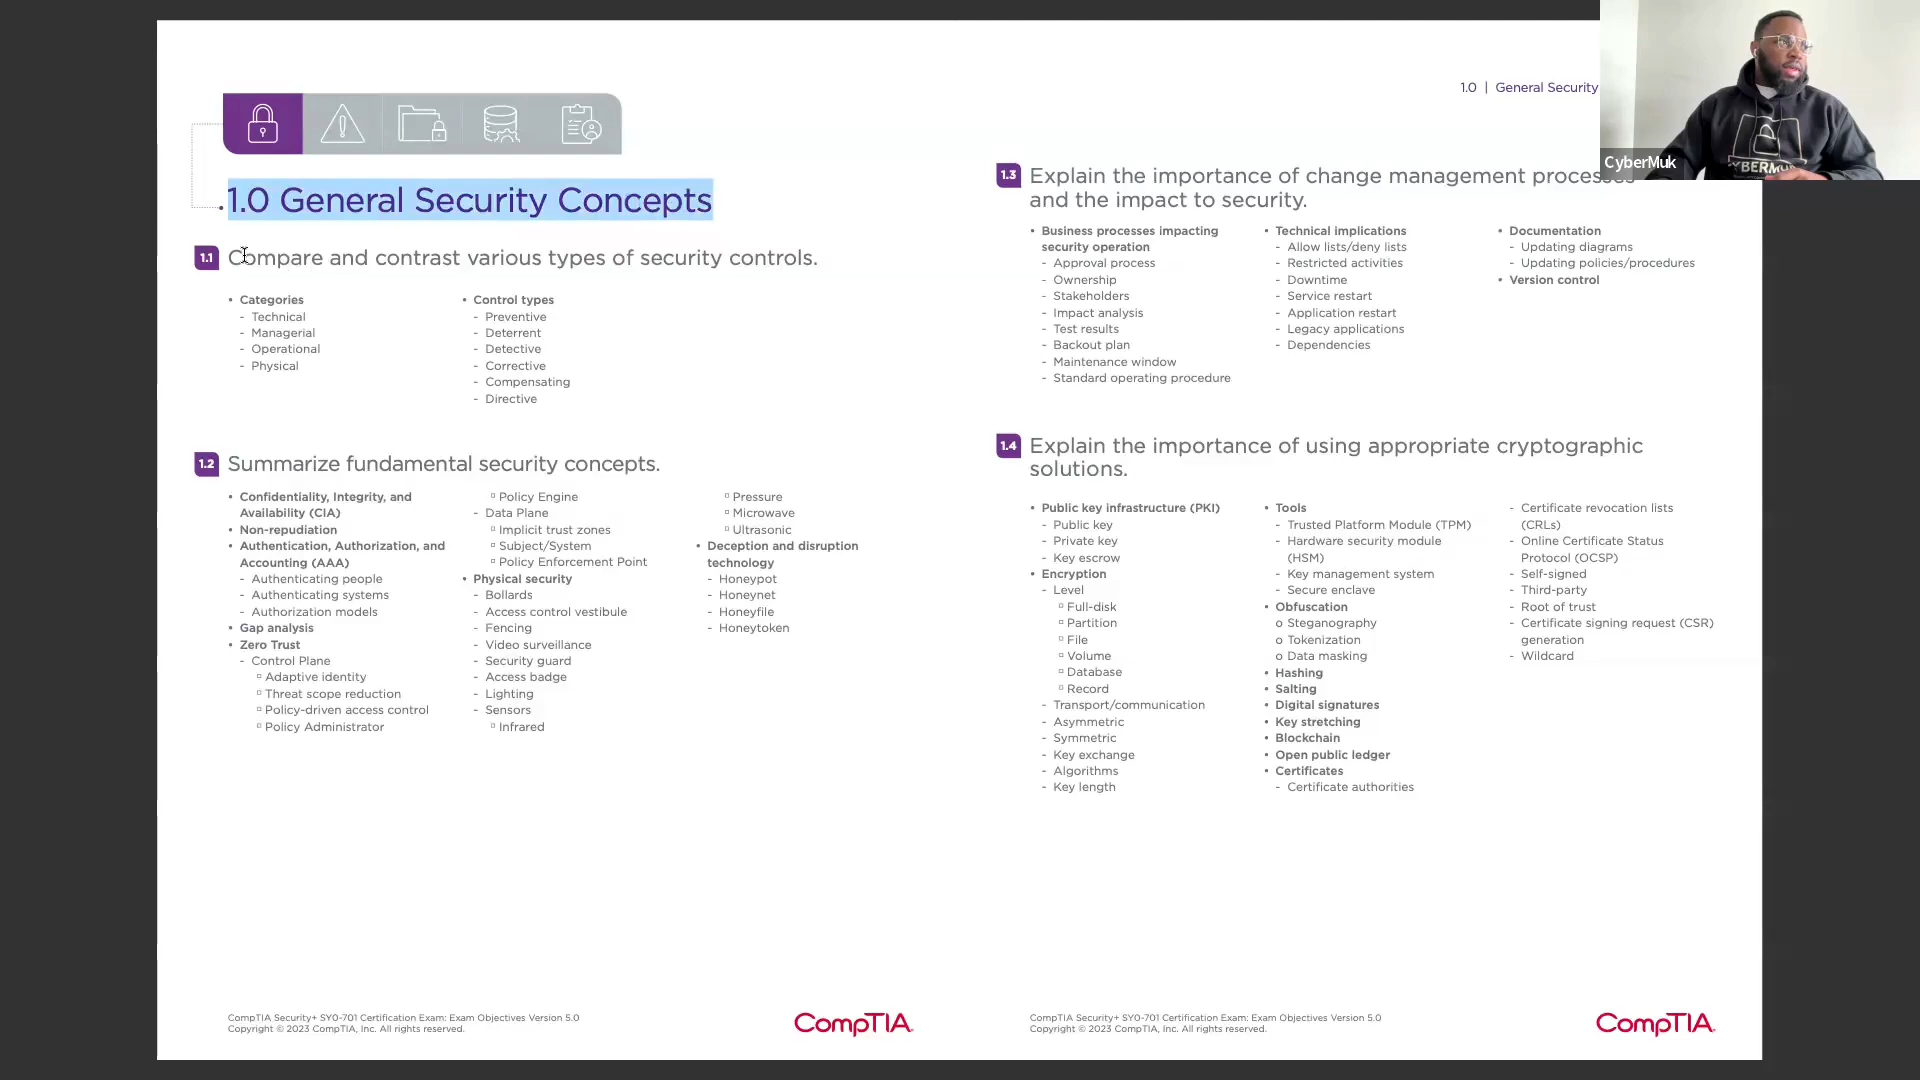 1.0 | General Security
CyberMuk
1.0 General Security Concepts
1.1 Compare and contrast various types of security controls.
• Categories
- Technical
- Managerial
- Operational
- Physical
• Control types
- Preventive
- Deterrent
- Detective
- Corrective
- Compensating
- Directive
1.2 Summarize fundamental security concepts.
• Confidentiality, Integrity, and
Availability (CIA)
• Non-repudiation
• Authentication, Authorization, and
Accounting (AAA)
- Authenticating people
- Authenticating systems
- Authorization models
• Gap analysis
• Zero Trust
- Control Plane
▫ Adaptive identity
▫ Threat scope reduction
▫ Policy-driven access control
▫ Policy Administrator
▫ Policy Engine
- Data Plane
▫ Implicit trust zones
▫ Subject/System
▫ Policy Enforcement Point
• Physical security
- Bollards
- Access control vestibule
- Fencing
- Video surveillance
- Security guard
- Access badge
- Lighting
- Sensors
▫ Infrared
▫ Pressure
▫ Microwave
▫ Ultrasonic
• Deception and disruption
technology
- Honeypot
- Honeynet
- Honeyfile
- Honeytoken
CompTIA Security+ SY0-701 Certification Exam: Exam Objectives Version 5.0
Copyright © 2023 CompTIA, Inc. All rights reserved.
CompTIA.
1.3 Explain the importance of change management processes
and the impact to security.
• Business processes impacting
security operation
- Approval process
- Ownership
- Stakeholders
- Impact analysis
- Test results
- Backout plan
- Maintenance window
- Standard operating procedure
• Technical implications
- Allow lists/deny lists
- Restricted activities
- Downtime
- Service restart
- Application restart
- Legacy applications
- Dependencies
• Documentation
- Updating diagrams
- Updating policies/procedures
• Version control
1.4 Explain the importance of using appropriate cryptographic
solutions.
• Public key infrastructure (PKI)
- Public key
- Private key
- Key escrow
• Encryption
- Level
▫ Full-disk
▫ Partition
▫ File
▫ Volume
▫ Database
▫ Record
- Transport/communication
- Asymmetric
- Symmetric
- Key exchange
- Algorithms
- Key length
• Tools
- Trusted Platform Module (TPM)
- Hardware security module
(HSM)
- Key management system
- Secure enclave
• Obfuscation
o Steganography
o Tokenization
o Data masking
• Hashing
• Salting
• Digital signatures
• Key stretching
• Blockchain
• Open public ledger
• Certificates
- Certificate authorities
- Certificate revocation lists
(CRLs)
- Online Certificate Status
Protocol (OCSP)
- Self-signed
- Third-party
- Root of trust
- Certificate signing request (CSR)
generation
- Wildcard
CompTIA Security+ SY0-701 Certification Exam: Exam Objectives Version 5.0
Copyright © 2023 CompTIA, Inc. All rights reserved.
CompTIA.